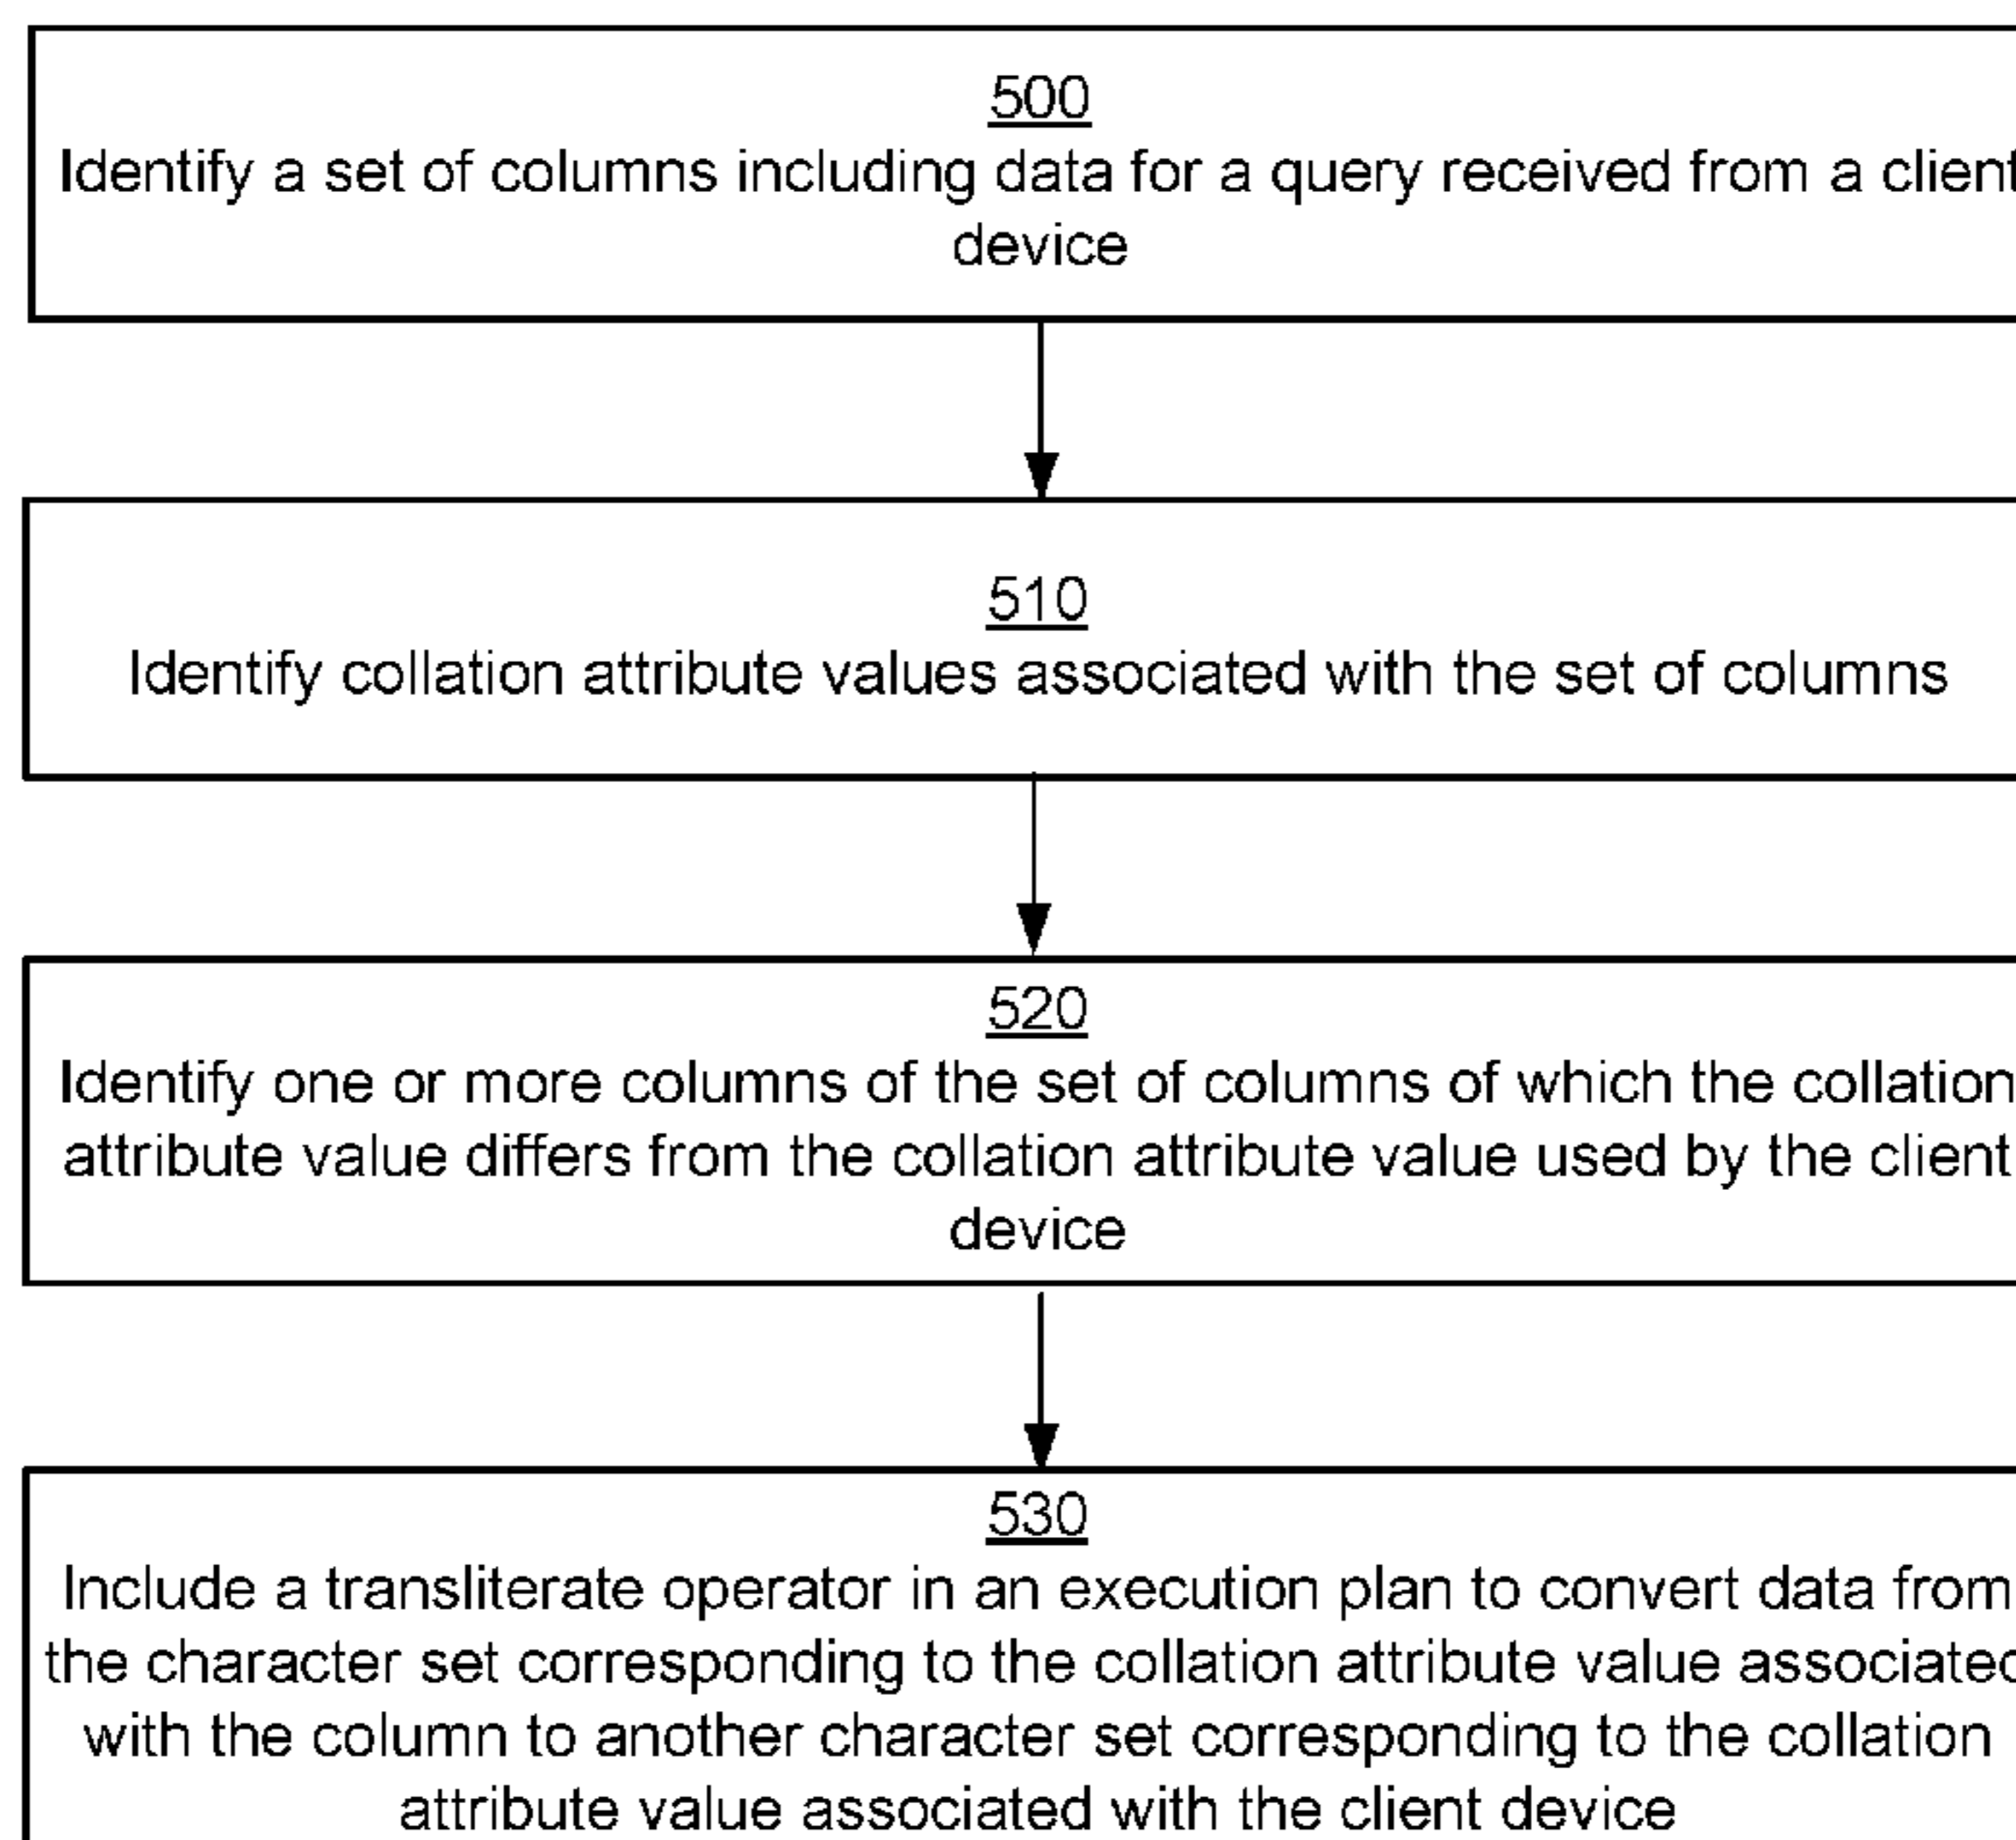 500
Identify a set of columns including data for a query received from a client
device
510
Identify collation attribute values associated with the set of columns
520
Identify one or more columns of the set of columns of which the collation
attribute value differs from the collation attribute value used by the client
device
530
Include a transliterate operator in an execution plan to convert data from
the character set corresponding to the collation attribute value associated
with the column to another character set corresponding to the collation
attribute value associated with the client device